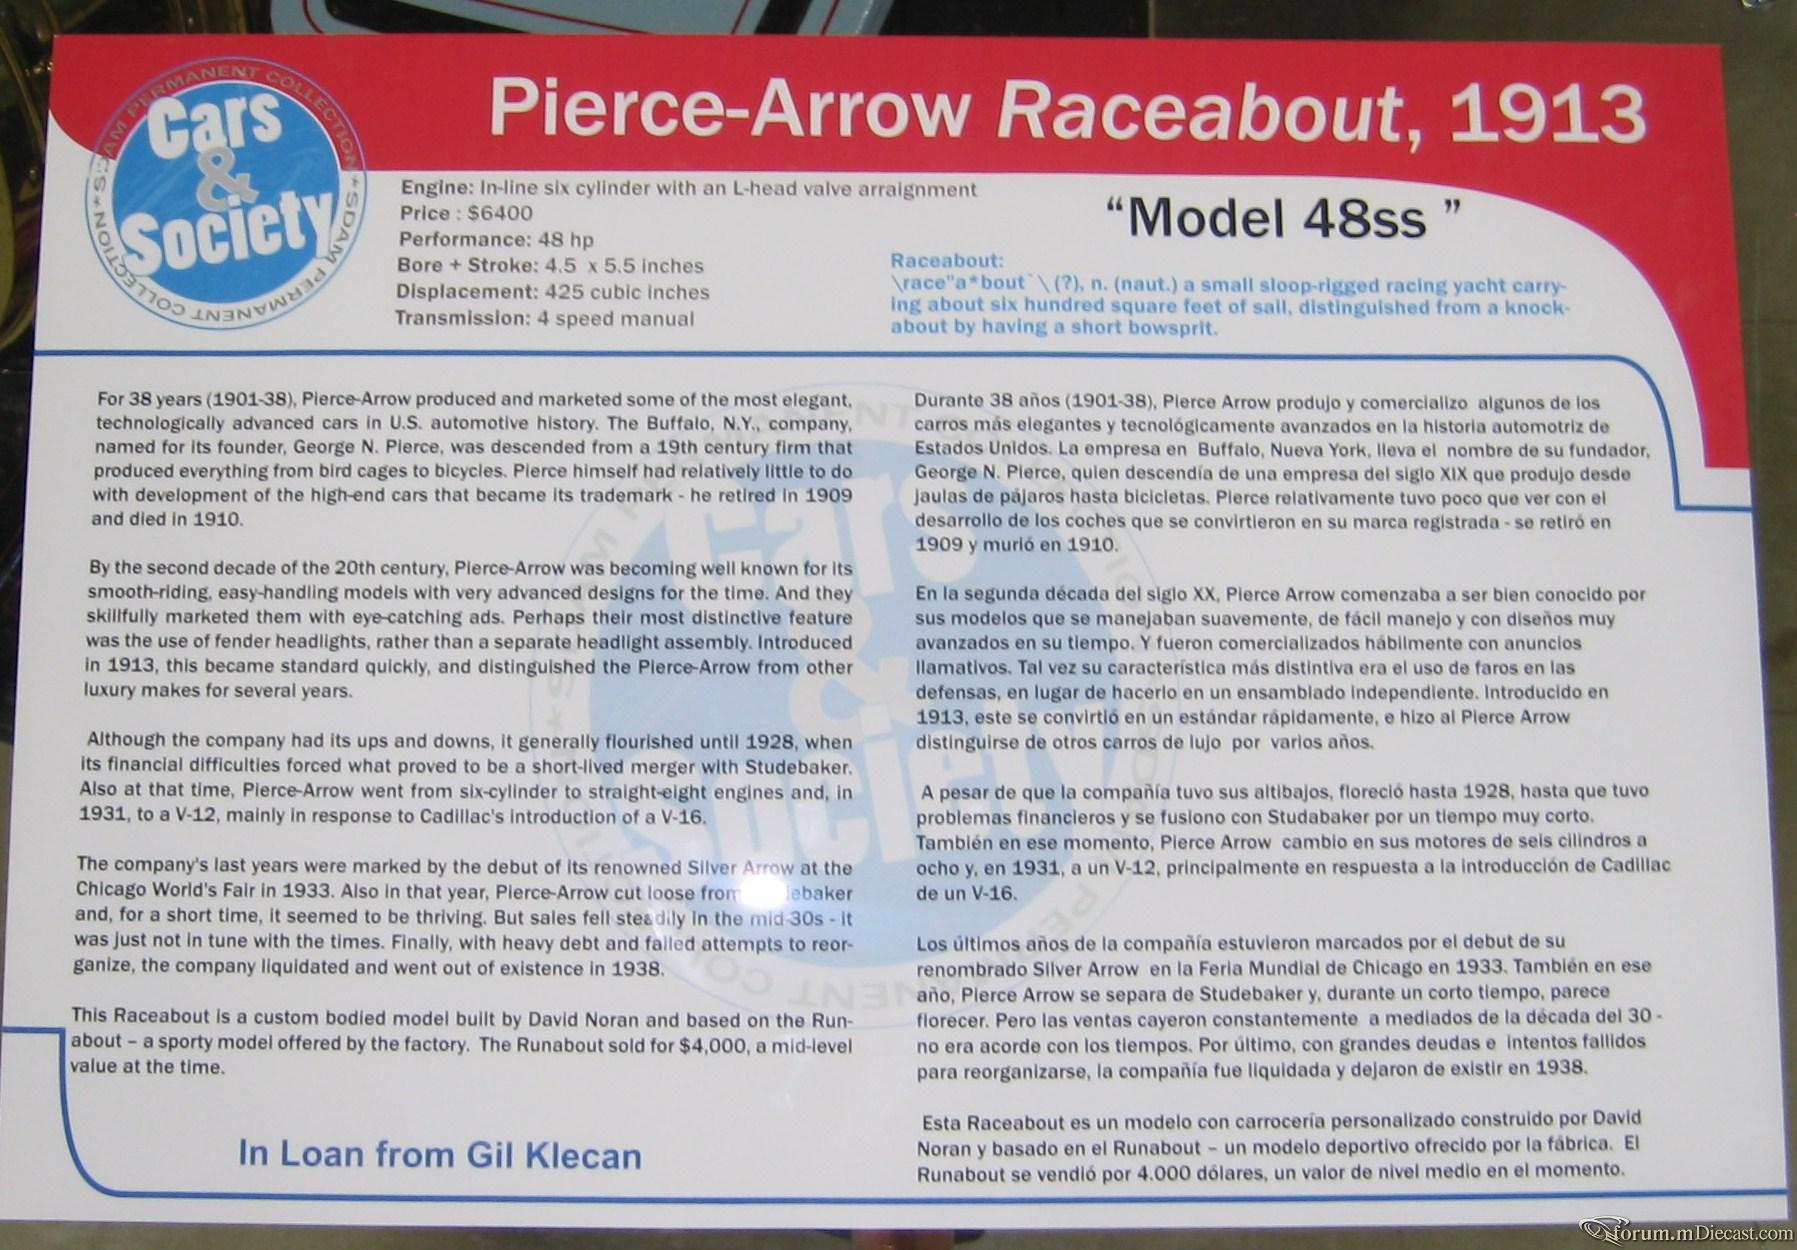 Pierce-Arrow Raceabout, 1913
Cars
&
Society
*SDAM PERMANENT COLLECTION*SDAM PERMANENT COLLECTION
Engine: In-line six cylinder with an L-head valve arraignment
Price : $6400
Performance: 48 hp
Bore + Stroke: 4.5 x 5.5 inches
Displacement: 425 cubic inches
Transmission: 4 speed manual
“Model 48ss ”
Raceabout:
\race"a*bout`\ (?), n. (naut.) a small sloop-rigged racing yacht carry-
ing about six hundred square feet of sail, distinguished from a knock-
about by having a short bowsprit.
For 38 years (1901-38), Pierce-Arrow produced and marketed some of the most elegant,
technologically advanced cars in U.S. automotive history. The Buffalo, N.Y., company,
named for its founder, George N. Pierce, was descended from a 19th century firm that
produced everything from bird cages to bicycles. Pierce himself had relatively little to do
with development of the high-end cars that became its trademark - he retired in 1909
and died in 1910.
By the second decade of the 20th century, Pierce-Arrow was becoming well known for its
smooth-riding, easy-handling models with very advanced designs for the time. And they
skillfully marketed them with eye-catching ads. Perhaps their most distinctive feature
was the use of fender headlights, rather than a separate headlight assembly. Introduced
in 1913, this became standard quickly, and distinguished the Pierce-Arrow from other
luxury makes for several years.
Although the company had its ups and downs, it generally flourished until 1928, when
its financial difficulties forced what proved to be a short-lived merger with Studebaker.
Also at that time, Pierce-Arrow went from six-cylinder to straight-eight engines and, in
1931, to a V-12, mainly in response to Cadillac's introduction of a V-16.
The company's last years were marked by the debut of its renowned Silver Arrow at the
Chicago World's Fair in 1933. Also in that year, Pierce-Arrow cut loose from ebaker
and, for a short time, it seemed to be thriving. But sales fell steadily in the mid-30s - it
was just not in tune with the times. Finally, with heavy debt and failed attempts to reor-
ganize, the company liquidated and went out of existence in 1938.
This Raceabout is a custom bodied model built by David Noran and based on the Run-
about – a sporty model offered by the factory. The Runabout sold for $4,000, a mid-level
value at the time.
In Loan from Gil Klecan
Durante 38 años (1901-38), Pierce Arrow produjo y comercializo algunos de los
carros más elegantes y tecnológicamente avanzados en la historia automotriz de
Estados Unidos. La empresa en Buffalo, Nueva York, lleva el nombre de su fundador,
George N. Pierce, quien descendía de una empresa del siglo XIX que produjo desde
jaulas de pájaros hasta bicicletas. Pierce relativamente tuvo poco que ver con el
desarrollo de los coches que se convirtieron en su marca registrada - se retiró en
1909 y murió en 1910.
En la segunda década del siglo XX, Pierce Arrow comenzaba a ser bien conocido por
sus modelos que se manejaban suavemente, de fácil manejo y con diseños muy
avanzados en su tiempo. Y fueron comercializados hábilmente con anuncios
llamativos. Tal vez su característica más distintiva era el uso de faros en las
defensas, en lugar de hacerlo en un ensamblado independiente. Introducido en
1913, este se convirtió en un estándar rápidamente, e hizo al Pierce Arrow
distinguirse de otros carros de lujo por varios años.
A pesar de que la compañía tuvo sus altibajos, floreció hasta 1928, hasta que tuvo
problemas financieros y se fusiono con Studabaker por un tiempo muy corto.
También en ese momento, Pierce Arrow cambio en sus motores de seis cilindros a
ocho y, en 1931, a un V-12, principalmente en respuesta a la introducción de Cadillac
de un V-16.
Los últimos años de la compañía estuvieron marcados por el debut de su
renombrado Silver Arrow en la Feria Mundial de Chicago en 1933. También en ese
año, Pierce Arrow se separa de Studebaker y, durante un corto tiempo, parece
florecer. Pero las ventas cayeron constantemente a mediados de la década del 30 -
no era acorde con los tiempos. Por último, con grandes deudas e intentos fallidos
para reorganizarse, la compañía fue liquidada y dejaron de existir en 1938.
Esta Raceabout es un modelo con carrocería personalizado construido por David
Noran y basado en el Runabout – un modelo deportivo ofrecido por la fábrica. El
Runabout se vendió por 4.000 dólares, un valor de nivel medio en el momento.
forum.mDiecast.com